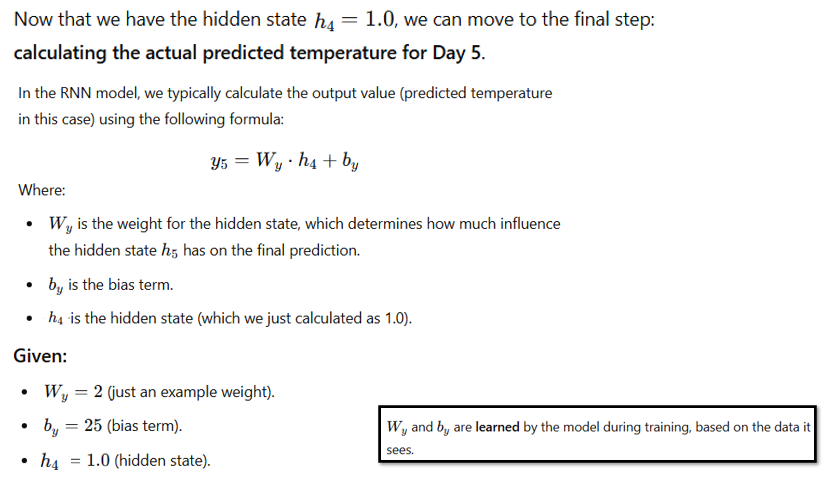 Now that we have the hidden state h₄ = 1.0, we can move to the final step:
calculating the actual predicted temperature for Day 5.
In the RNN model, we typically calculate the output value (predicted temperature
in this case) using the following formula:
y₅ = W_y · h₄ + b_y
Where:
• W_y is the weight for the hidden state, which determines how much influence
the hidden state h₅ has on the final prediction.
• b_y is the bias term.
• h₄ is the hidden state (which we just calculated as 1.0).
Given:
• W_y = 2 (just an example weight).
• b_y = 25 (bias term).
• h₄ = 1.0 (hidden state).
W_y and b_y are learned by the model during training, based on the data it
sees.